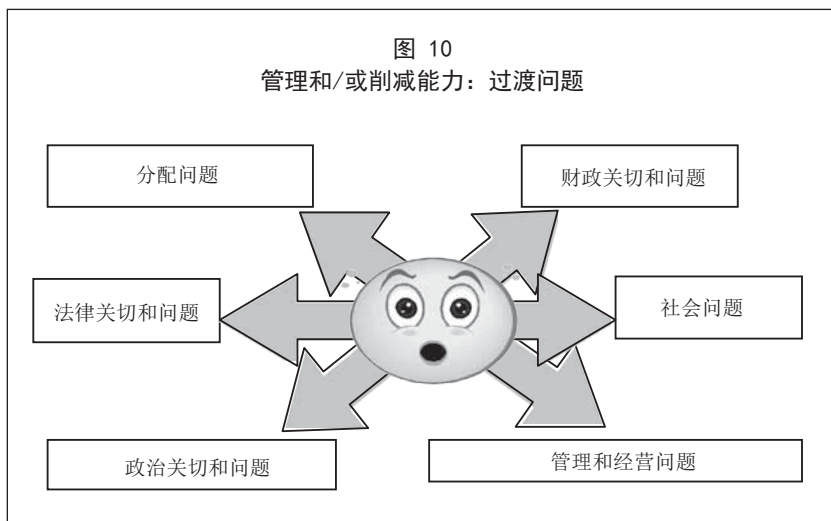 图 10
管理和/或削减能力：过渡问题
分配问题
财政关切和问题
法律关切和问题
社会问题
政治关切和问题
管理和经营问题